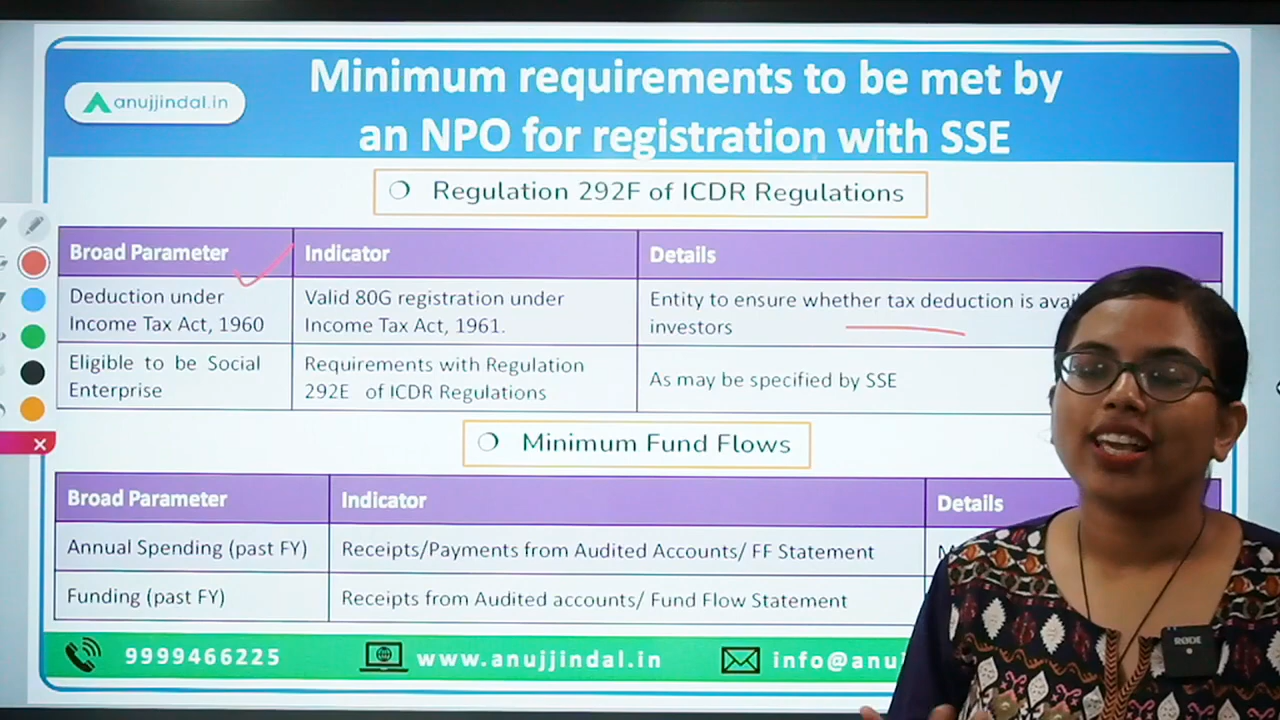 anujjindal.in
Minimum requirements to be met by
an NPO for registration with SSE
Regulation 292F of ICDR Regulations
Broad Parameter Indicator Details
Deduction under
Income Tax Act, 1960
Valid 80G registration under
Income Tax Act, 1961.
Entity to ensure whether tax deduction is
investors
Eligible to be Social
Enterprise
Requirements with Regulation
292E of ICDR Regulations
As may be specified by SSE
Minimum Fund Flows
Broad Parameter Indicator Details
Annual Spending (past FY) Receipts/Payments from Audited Accounts/ FF Statement
Funding (past FY) Receipts from Audited accounts/ Fund Flow Statement
9999466225 www.anujjindal.in
RØDE